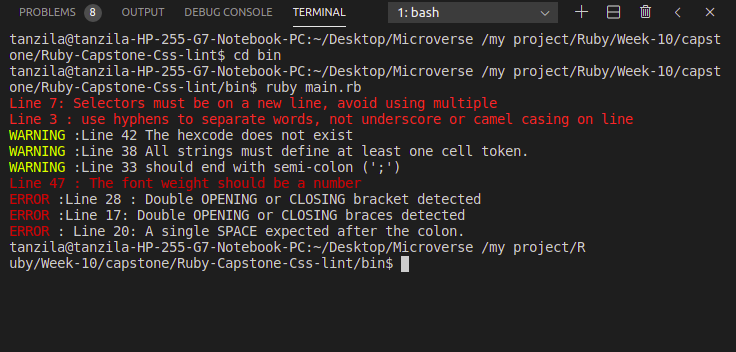 PROBLEMS 8 OUTPUT DEBUG CONSOLE TERMINAL 1: bash
tanzila@tanzila-HP-255-G7-Notebook-PC:~/Desktop/Microverse /my project/Ruby/Week-10/capst
one/Ruby-Capstone-Css-lint$ cd bin
tanzila@tanzila-HP-255-G7-Notebook-PC:~/Desktop/Microverse /my project/Ruby/Week-10/capst
one/Ruby-Capstone-Css-lint/bin$ ruby main.rb
Line 7: Selectors must be on a new line, avoid using multiple
Line 3 : use hyphens to separate words, not underscore or camel casing on line
WARNING :Line 42 The hexcode does not exist
WARNING :Line 38 All strings must define at least one cell token.
WARNING :Line 33 should end with semi-colon (';')
Line 47 : The font weight should be a number
ERROR :Line 28 : Double OPENING or CLOSING bracket detected
ERROR :Line 17: Double OPENING or CLOSING braces detected
ERROR : Line 20: A single SPACE expected after the colon.
tanzila@tanzila-HP-255-G7-Notebook-PC:~/Desktop/Microverse /my project/R
uby/Week-10/capstone/Ruby-Capstone-Css-lint/bin$